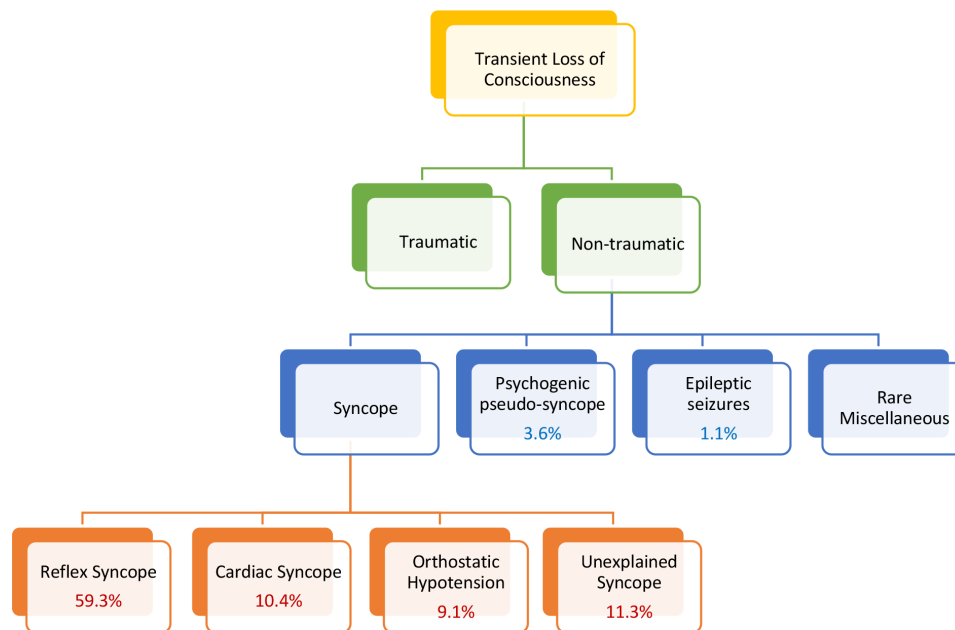 Transient Loss of
Consciousness
Traumatic
Non-traumatic
Syncope
Psychogenic
pseudo-syncope
3.6%
Epileptic
seizures
1.1%
Rare
Miscellaneous
Reflex Syncope
59.3%
Cardiac Syncope
10.4%
Orthostatic
Hypotension
9.1%
Unexplained
Syncope
11.3%